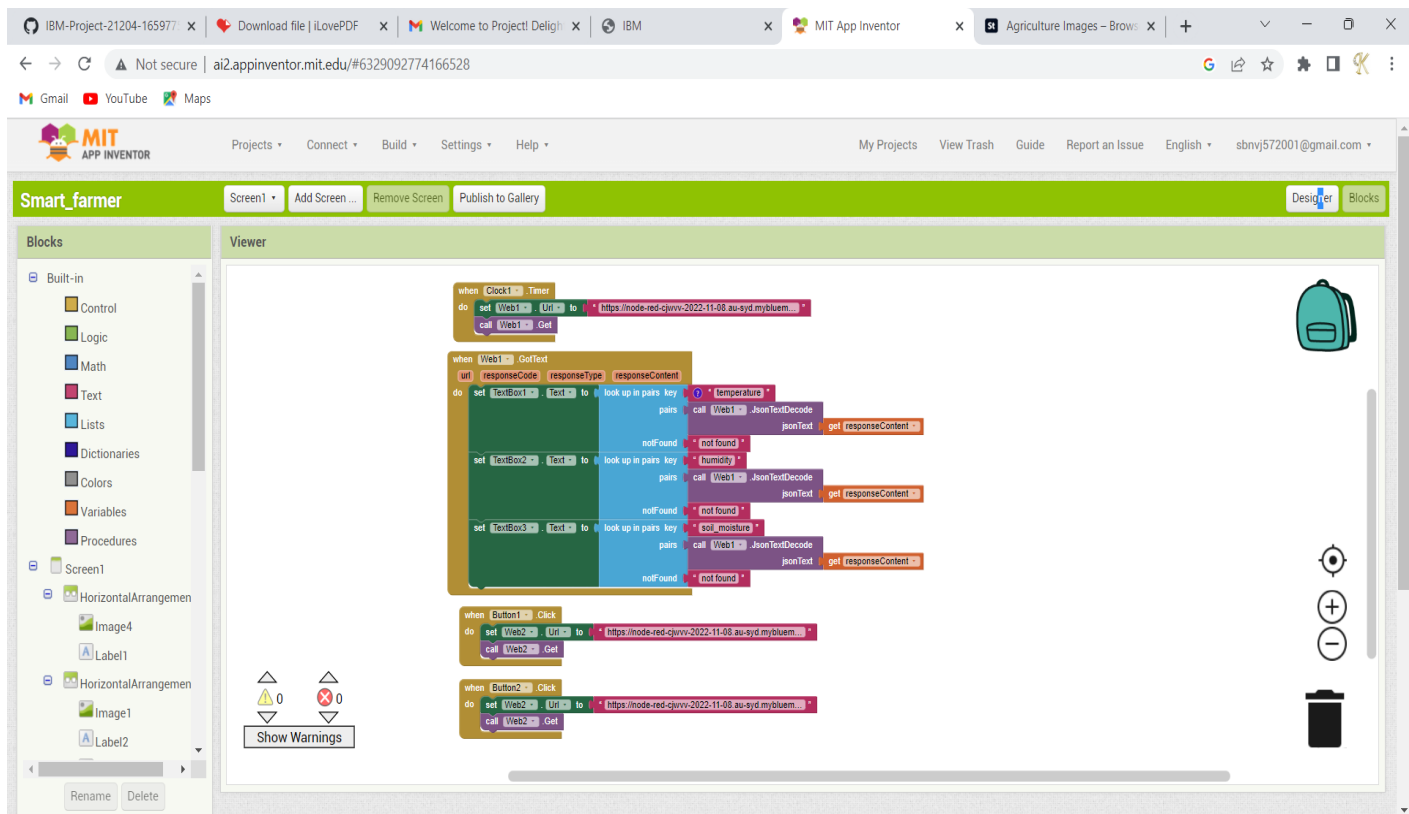 IBM-Project-21204-165977 Download file | iLovePDF Welcome to Project! Deligh IBM MIT App Inventor St Agriculture Images – Brows
Not secure | ai2.appinventor.mit.edu/#6329092774166528
Gmail YouTube Maps
MIT APP INVENTOR Projects Connect Build Settings Help My Projects View Trash Guide Report an Issue English sbnvj572001@gmail.com
Smart_farmer Screen1 Add Screen ... Remove Screen Publish to Gallery Designer Blocks
Blocks Viewer
Built-in
Control
Logic
Math
Text
Lists
Dictionaries
Colors
Variables
Procedures
Screen1
HorizontalArrangemen
Image4
Label1
HorizontalArrangemen
Image1
Label2
Rename Delete
when Clock1 .Timer
do set Web1 . Url to " https://node-red-cjwvv-2022-11-08.au-syd.mybluem... "
call Web1 .Get
when Web1 .GotText
url responseCode responseType responseContent
do set TextBox1 . Text to look up in pairs key ? " temperature "
pairs call Web1 .JsonTextDecode
jsonText get responseContent
notFound " not found "
set TextBox2 . Text to look up in pairs key " humidity "
pairs call Web1 .JsonTextDecode
jsonText get responseContent
notFound " not found "
set TextBox3 . Text to look up in pairs key " soil_moisture "
pairs call Web1 .JsonTextDecode
jsonText get responseContent
notFound " not found "
when Button1 .Click
do set Web2 . Url to " https://node-red-cjwvv-2022-11-08.au-syd.mybluem... "
call Web2 .Get
when Button2 .Click
do set Web2 . Url to " https://node-red-cjwvv-2022-11-08.au-syd.mybluem... "
call Web2 .Get
0 0
Show Warnings